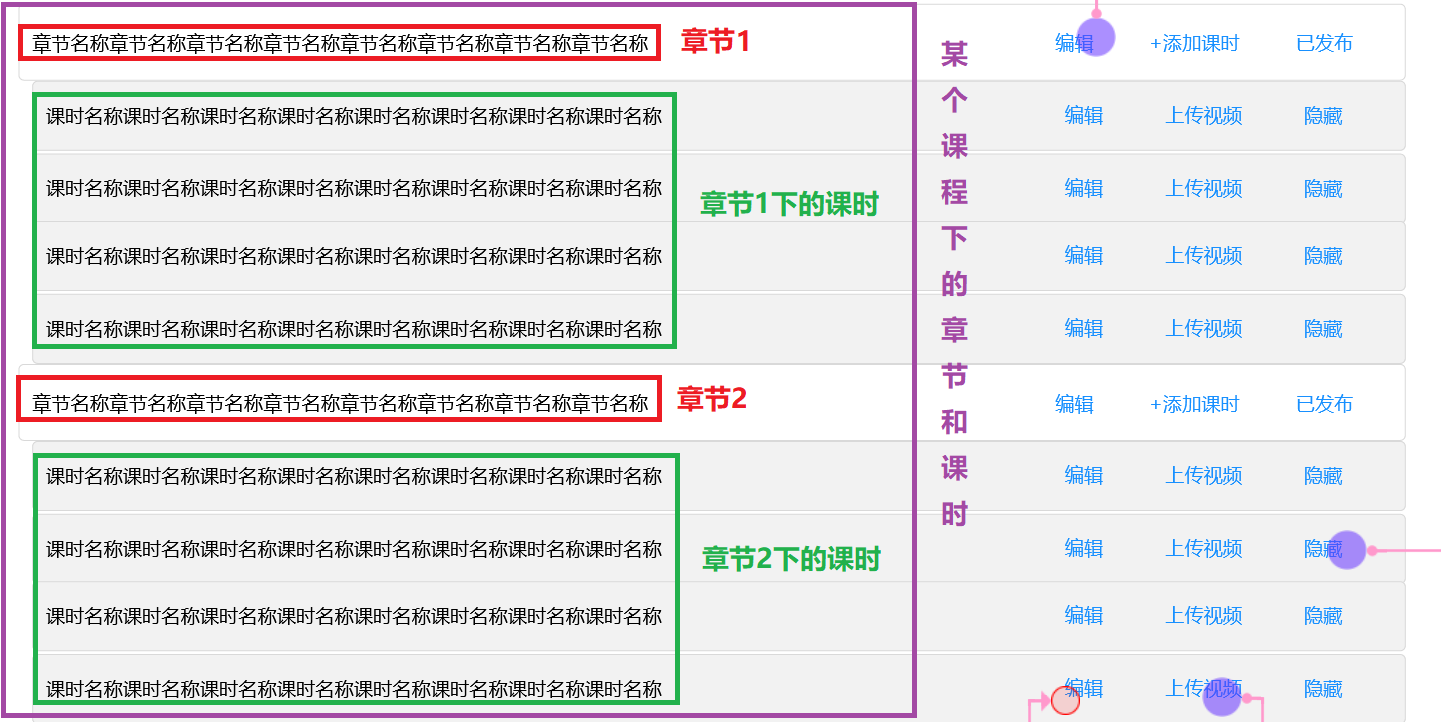 章节名称章节名称章节名称章节名称章节名称章节名称章节名称章节名称 章节1 编辑 +添加课时 已发布
课时名称课时名称课时名称课时名称课时名称课时名称课时名称课时名称 编辑 上传视频 隐藏
课时名称课时名称课时名称课时名称课时名称课时名称课时名称课时名称 编辑 上传视频 隐藏
章节1下的课时
课时名称课时名称课时名称课时名称课时名称课时名称课时名称课时名称 编辑 上传视频 隐藏
课时名称课时名称课时名称课时名称课时名称课时名称课时名称课时名称 编辑 上传视频 隐藏
章节名称章节名称章节名称章节名称章节名称章节名称章节名称章节名称 章节2 编辑 +添加课时 已发布
课时名称课时名称课时名称课时名称课时名称课时名称课时名称课时名称 编辑 上传视频 隐藏
课时名称课时名称课时名称课时名称课时名称课时名称课时名称课时名称 编辑 上传视频 隐藏
章节2下的课时
课时名称课时名称课时名称课时名称课时名称课时名称课时名称课时名称 编辑 上传视频 隐藏
课时名称课时名称课时名称课时名称课时名称课时名称课时名称课时名称 编辑 上传视频 隐藏
某个课程下的章节和课时